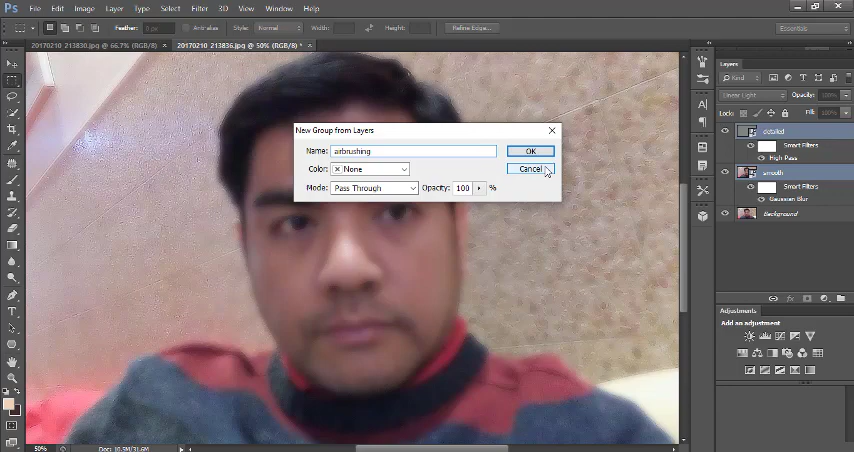 Ps File Edit Image Layer Type Select Filter 3D View Window Help
Feather: 0 px Anti-alias Style: Normal Width: Height: Refine Edge... Essentials
20170210_213830.jpg @ 66.7% (RGB/8) × 20170210_213836.jpg @ 50% (RGB/8) * ×
Layers
Kind
Linear Light Opacity: 100%
Lock: Fill: 100%
detailed
Smart Filters
High Pass
smooth
Smart Filters
Gaussian Blur
Background
New Group from Layers
Name: airbrushing OK
Color: None Cancel
Mode: Pass Through Opacity: 100 %
Adjustments
Add an adjustment
50% Doc: 10.5M/31.6M